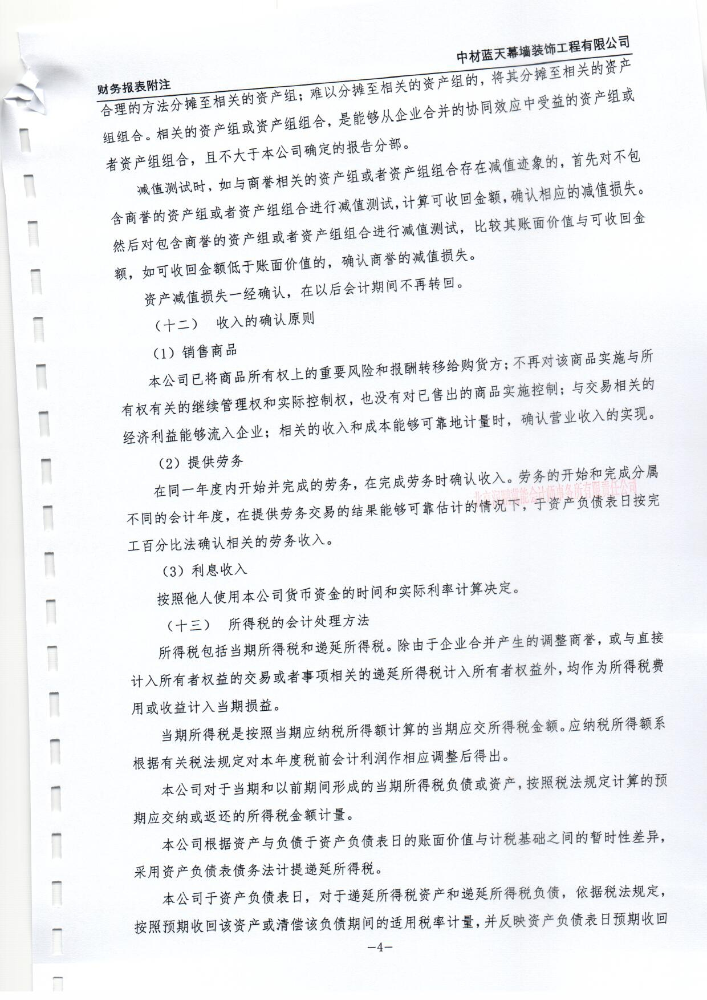 中材蓝天幕墙装饰工程有限公司
财务报表附注
合理的方法分摊至相关的资产组；难以分摊至相关的资产组的，将其分摊至相关的资产
组组合。相关的资产组或资产组组合，是能够从企业合并的协同效应中受益的资产组或
者资产组组合，且不大于本公司确定的报告分部。
减值测试时，如与商誉相关的资产组或者资产组组合存在减值迹象的，首先对不包
含商誉的资产组或者资产组组合进行减值测试，计算可收回金额，确认相应的减值损失。
然后对包含商誉的资产组或者资产组组合进行减值测试，比较其账面价值与可收回金
额，如可收回金额低于账面价值的，确认商誉的减值损失。
资产减值损失一经确认，在以后会计期间不再转回。
（十二） 收入的确认原则
（1）销售商品
本公司已将商品所有权上的重要风险和报酬转移给购货方；不再对该商品实施与所
有权有关的继续管理权和实际控制权，也没有对已售出的商品实施控制；与交易相关的
经济利益能够流入企业；相关的收入和成本能够可靠地计量时，确认营业收入的实现。
（2）提供劳务
在同一年度内开始并完成的劳务，在完成劳务时确认收入。劳务的开始和完成分属
北京润鹏冀能会计师事务所有限责任公司
不同的会计年度，在提供劳务交易的结果能够可靠估计的情况下，于资产负债表日按完
工百分比法确认相关的劳务收入。
（3）利息收入
按照他人使用本公司货币资金的时间和实际利率计算决定。
（十三） 所得税的会计处理方法
所得税包括当期所得税和递延所得税。除由于企业合并产生的调整商誉，或与直接
计入所有者权益的交易或者事项相关的递延所得税计入所有者权益外，均作为所得税费
用或收益计入当期损益。
当期所得税是按照当期应纳税所得额计算的当期应交所得税金额。应纳税所得额系
根据有关税法规定对本年度税前会计利润作相应调整后得出。
本公司对于当期和以前期间形成的当期所得税负债或资产，按照税法规定计算的预
期应交纳或返还的所得税金额计量。
本公司根据资产与负债于资产负债表日的账面价值与计税基础之间的暂时性差异，
采用资产负债表债务法计提递延所得税。
本公司于资产负债表日，对于递延所得税资产和递延所得税负债，依据税法规定，
按照预期收回该资产或清偿该负债期间的适用税率计量，并反映资产负债表日预期收回
—4—